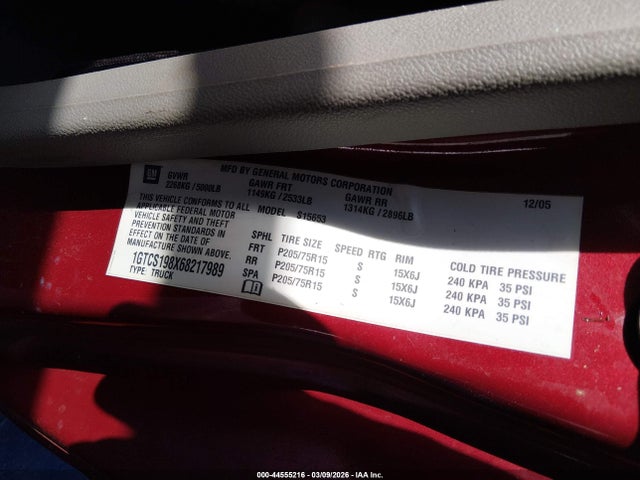 GM
MFD BY GENERAL MOTORS CORPORATION
12/05
GVWR GAWR FRT GAWR RR
2268KG / 5000LB 1149KG / 2533LB 1314KG / 2896LB
THIS VEHICLE CONFORMS TO ALL
APPLICABLE FEDERAL MOTOR
VEHICLE SAFETY AND THEFT
PREVENTION STANDARDS IN
EFFECT ON THE DATE OF
MANUFACTURE SHOWN ABOVE.
1GTCS198X68217989
TYPE: TRUCK
MODEL S15653
SPHL TIRE SIZE SPEED RTG RIM COLD TIRE PRESSURE
FRT P205/75R15 S 15X6J 240 KPA 35 PSI
RR P205/75R15 S 15X6J 240 KPA 35 PSI
SPA P205/75R15 S 15X6J 240 KPA 35 PSI
000-44555216 - 03/09/2026 - IAA Inc.